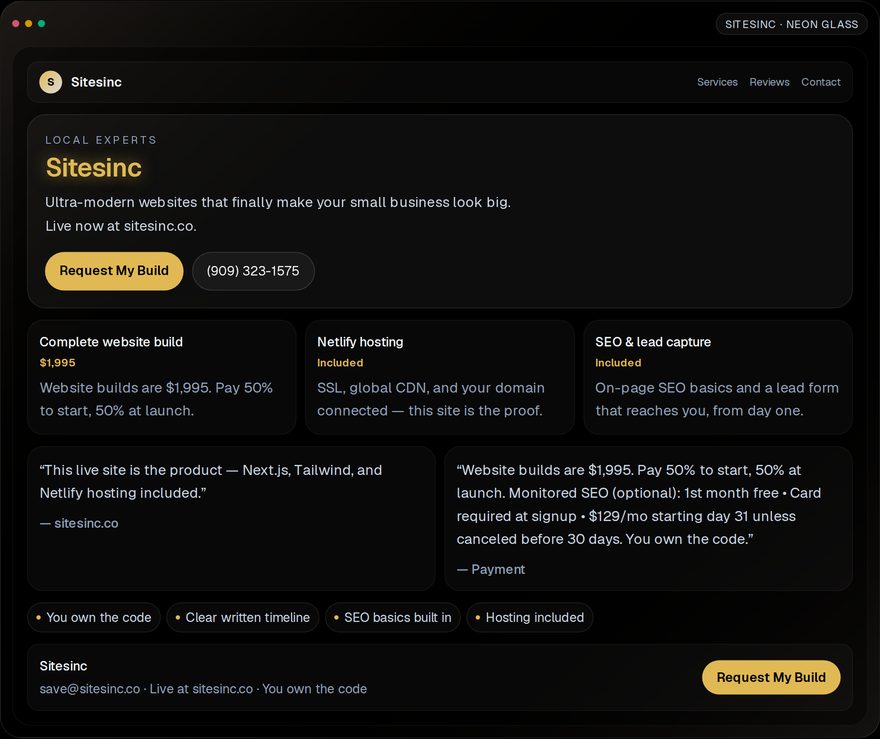 SITESINC · NEON GLASS
S
Sitesinc
Services
Reviews
Contact
LOCAL EXPERTS
Sitesinc
Ultra-modern websites that finally make your small business look big.
Live now at sitesinc.co.
Request My Build
(909) 323-1575
Complete website build
$1,995
Website builds are $1,995. Pay 50%
to start, 50% at launch.
Netlify hosting
Included
SSL, global CDN, and your domain
connected — this site is the proof.
SEO & lead capture
Included
On-page SEO basics and a lead form
that reaches you, from day one.
“This live site is the product — Next.js, Tailwind, and
Netlify hosting included.”
— sitesinc.co
“Website builds are $1,995. Pay 50% to start, 50% at
launch. Monitored SEO (optional): 1st month free • Card
required at signup • $129/mo starting day 31 unless
canceled before 30 days. You own the code.”
— Payment
• You own the code
• Clear written timeline
• SEO basics built in
• Hosting included
Sitesinc
save@sitesinc.co · Live at sitesinc.co · You own the code
Request My Build